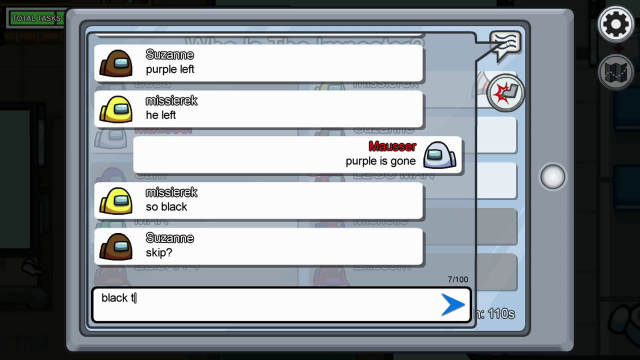 TOTAL TASKS
Who Is The Impostor?
Suzanne
purple left
missierek
he left
Mausser
purple is gone
missierek
so black
Suzanne
skip?
7/100
black t
110s